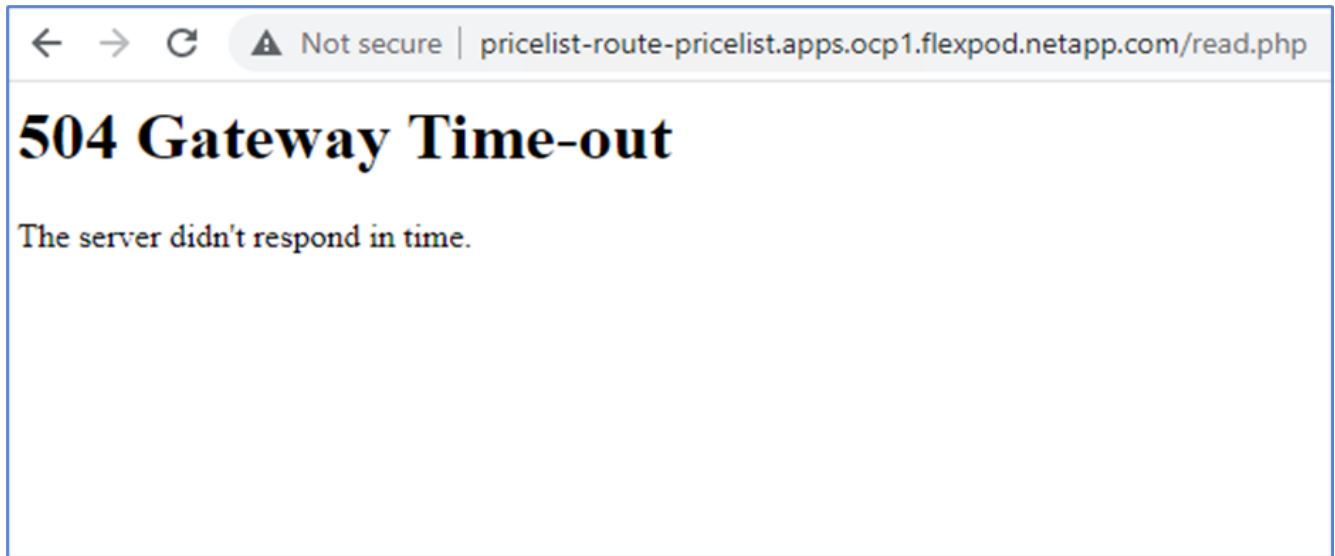 Not secure | pricelist-route-pricelist.apps.ocp1.flexpod.netapp.com/read.php
504 Gateway Time-out
The server didn't respond in time.